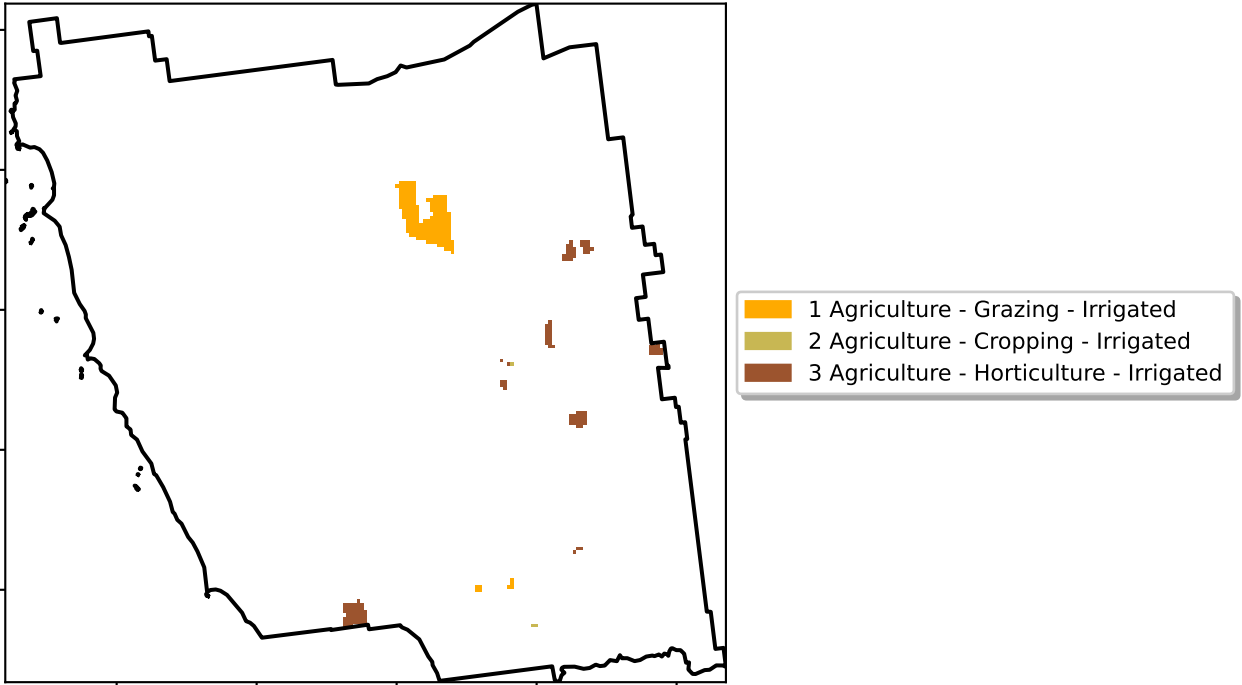 1 Agriculture - Grazing - Irrigated
2 Agriculture - Cropping - Irrigated
3 Agriculture - Horticulture - Irrigated